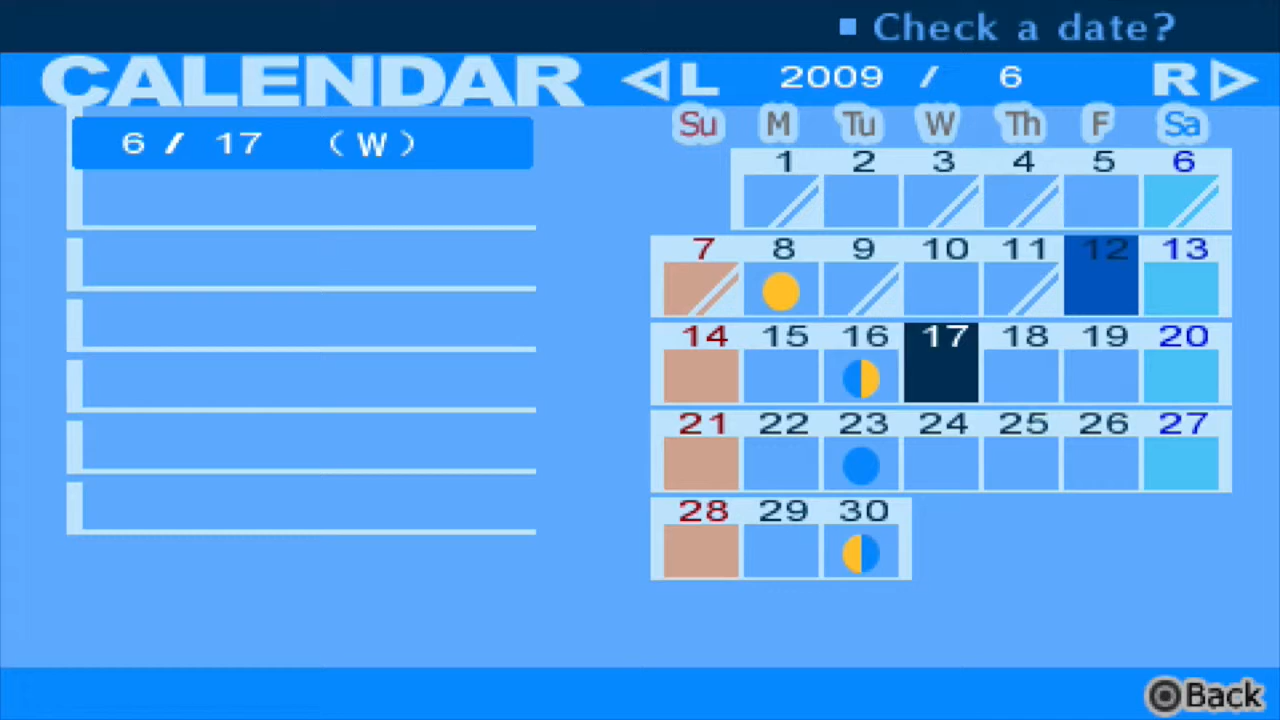 Check a date?
CALENDAR
L 2009 / 6 R
6 / 17 (W)
Su M Tu W Th F Sa
1 2 3 4 5 6
7 8 9 10 11 12 13
14 15 16 17 18 19 20
21 22 23 24 25 26 27
28 29 30
Back